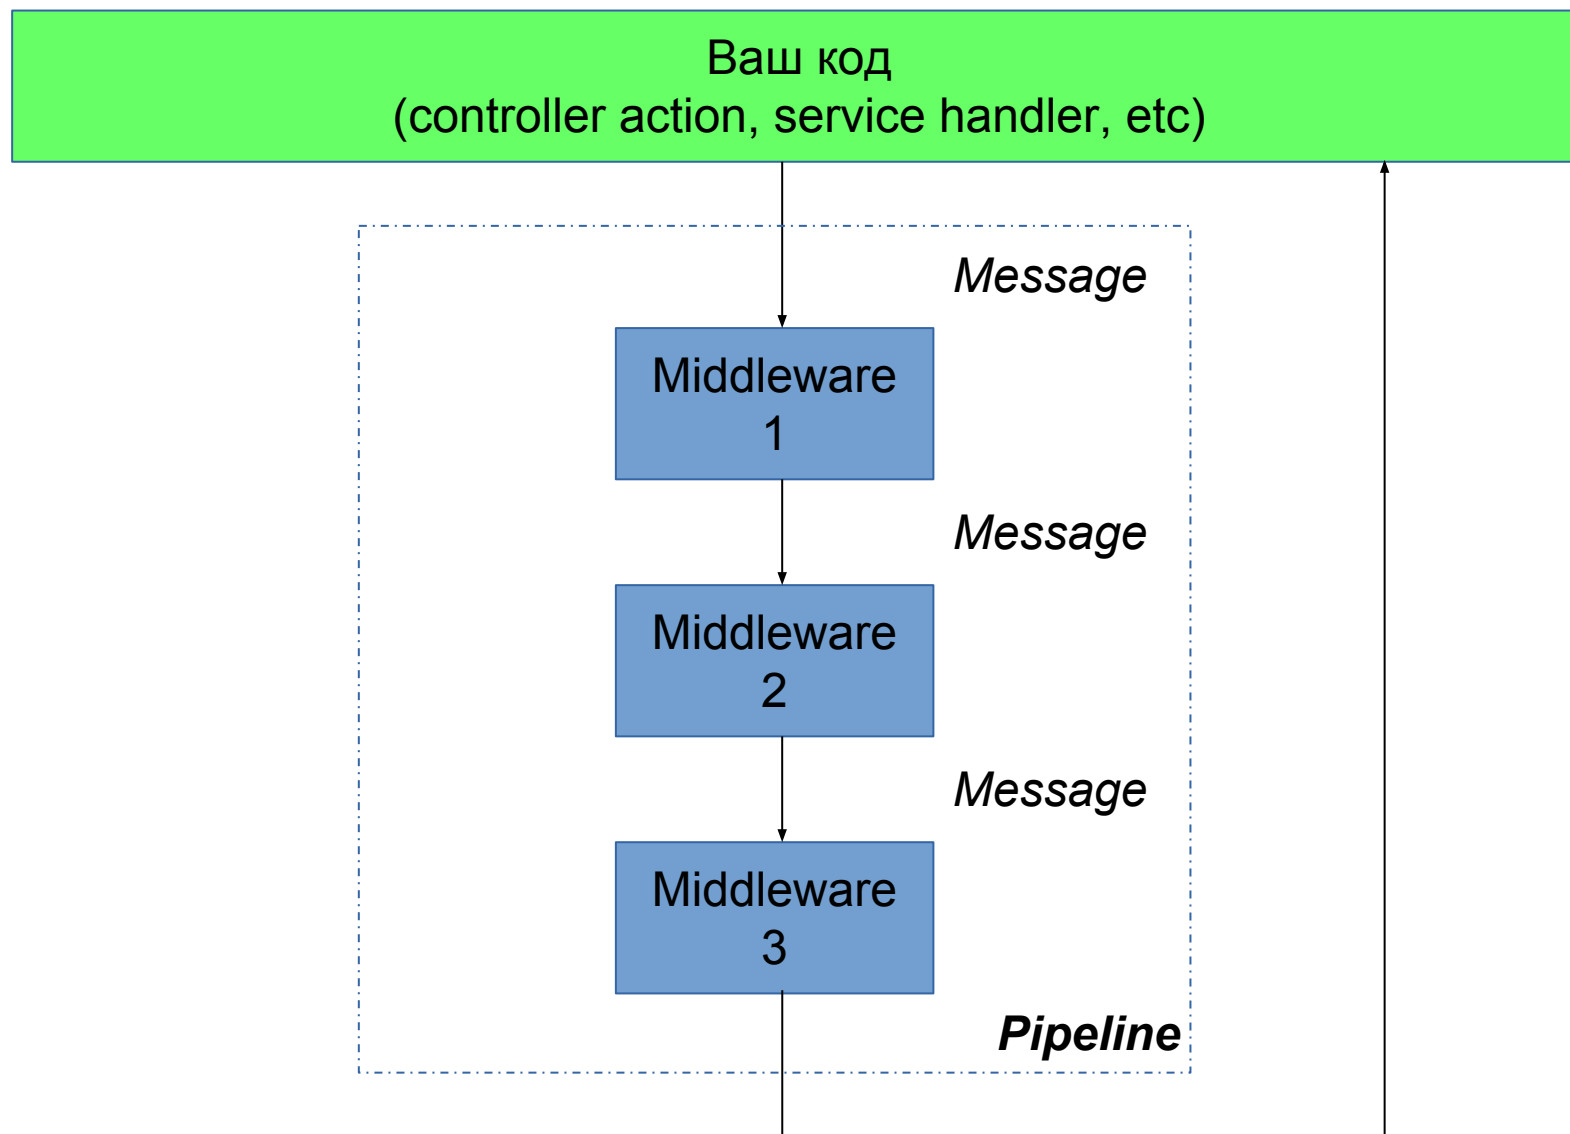 Ваш код
(controller action, service handler, etc)
Message
Middleware
1
Message
Middleware
2
Message
Middleware
3
Pipeline